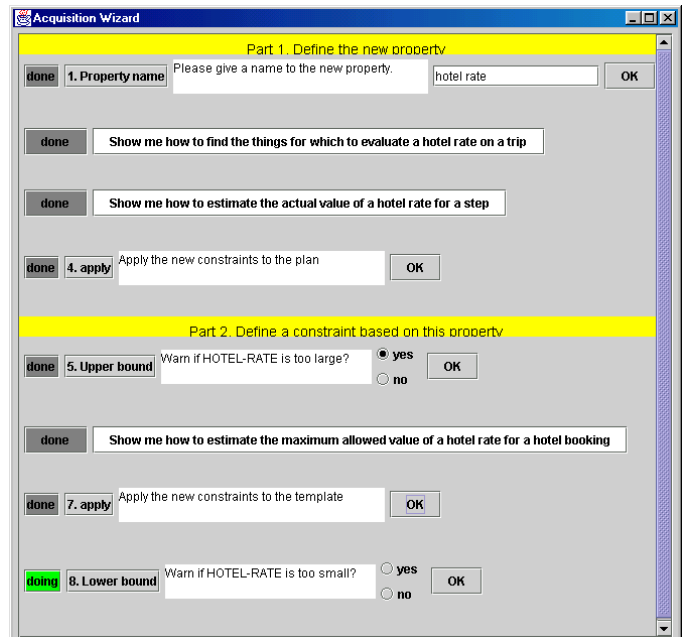 Acquisition Wizard
Part 1. Define the new property
done 1. Property name Please give a name to the new property. hotel rate OK
done Show me how to find the things for which to evaluate a hotel rate on a trip
done Show me how to estimate the actual value of a hotel rate for a step
done 4. apply Apply the new constraints to the plan OK
Part 2. Define a constraint based on this property
done 5. Upper bound Warn if HOTEL-RATE is too large? yes OK
no
done Show me how to estimate the maximum allowed value of a hotel rate for a hotel booking
done 7. apply Apply the new constraints to the template OK
doing 8. Lower bound Warn if HOTEL-RATE is too small? yes OK
no